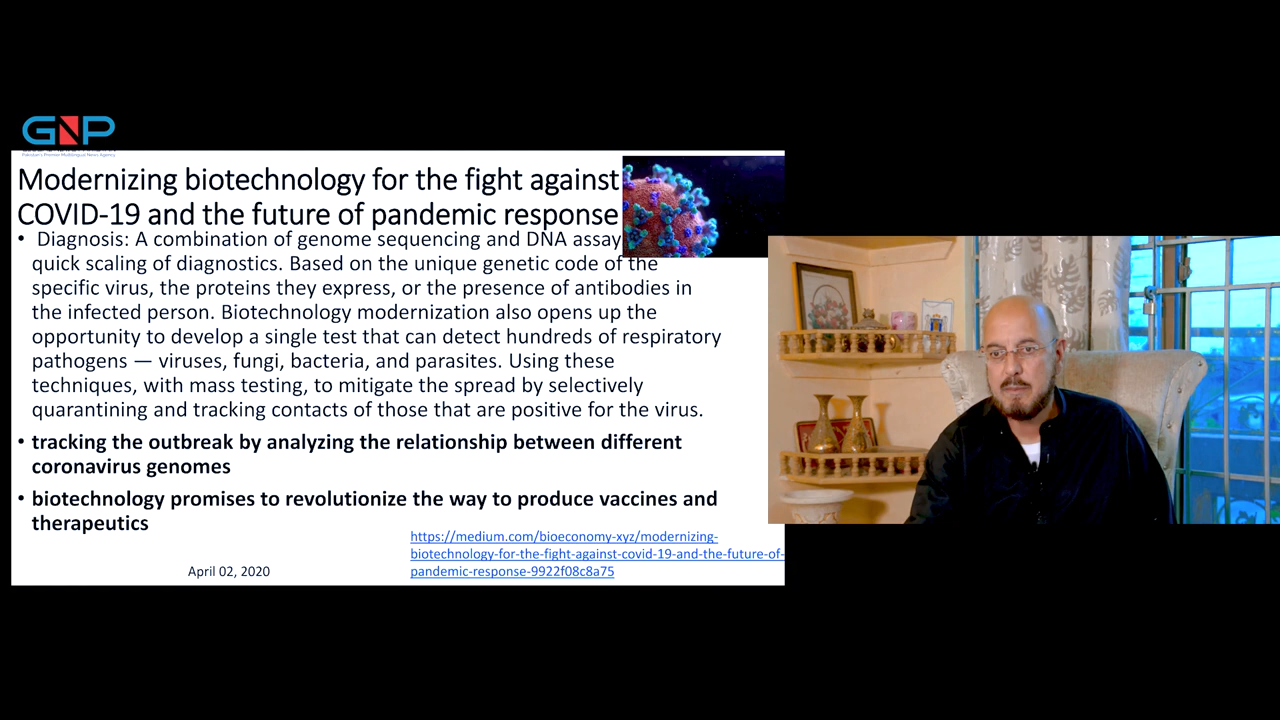 GNP
Pakistan's Premier Multilingual News Agency
Modernizing biotechnology for the fight against
COVID-19 and the future of pandemic response
• Diagnosis: A combination of genome sequencing and DNA assay
quick scaling of diagnostics. Based on the unique genetic code of the
specific virus, the proteins they express, or the presence of antibodies in
the infected person. Biotechnology modernization also opens up the
opportunity to develop a single test that can detect hundreds of respiratory
pathogens — viruses, fungi, bacteria, and parasites. Using these
techniques, with mass testing, to mitigate the spread by selectively
quarantining and tracking contacts of those that are positive for the virus.
• tracking the outbreak by analyzing the relationship between different
coronavirus genomes
• biotechnology promises to revolutionize the way to produce vaccines and
therapeutics
https://medium.com/bioeconomy-xyz/modernizing-
biotechnology-for-the-fight-against-covid-19-and-the-future-of-
pandemic-response-9922f08c8a75
April 02, 2020